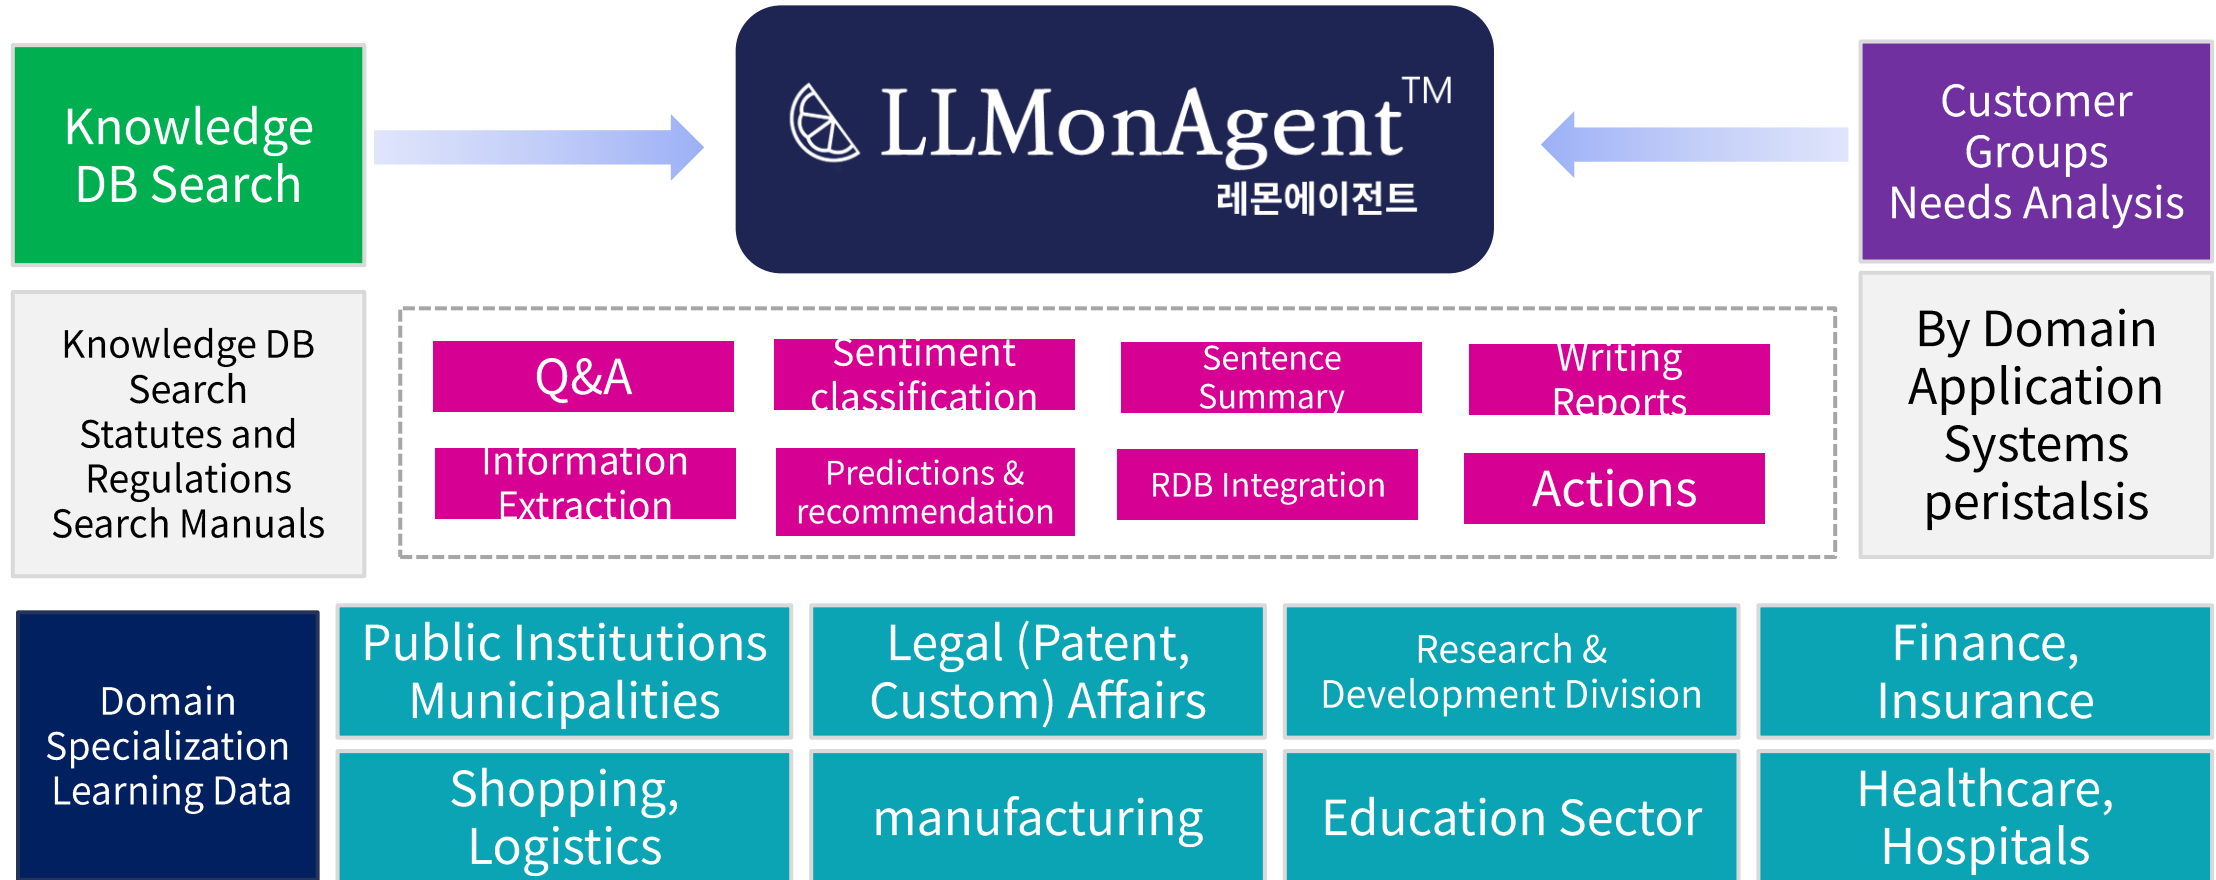 Knowledge
DB Search
LLMonAgent™
레몬에이전트
Customer
Groups
Needs Analysis
Knowledge DB
Search
Statutes and
Regulations
Search Manuals
Q&A
Sentiment
classification
Sentence
Summary
Writing
Reports
Information
Extraction
Predictions &
recommendation
RDB Integration
Actions
By Domain
Application
Systems
peristalsis
Domain
Specialization
Learning Data
Public Institutions
Municipalities
Legal (Patent,
Custom) Affairs
Research &
Development Division
Finance,
Insurance
Shopping,
Logistics
manufacturing
Education Sector
Healthcare,
Hospitals